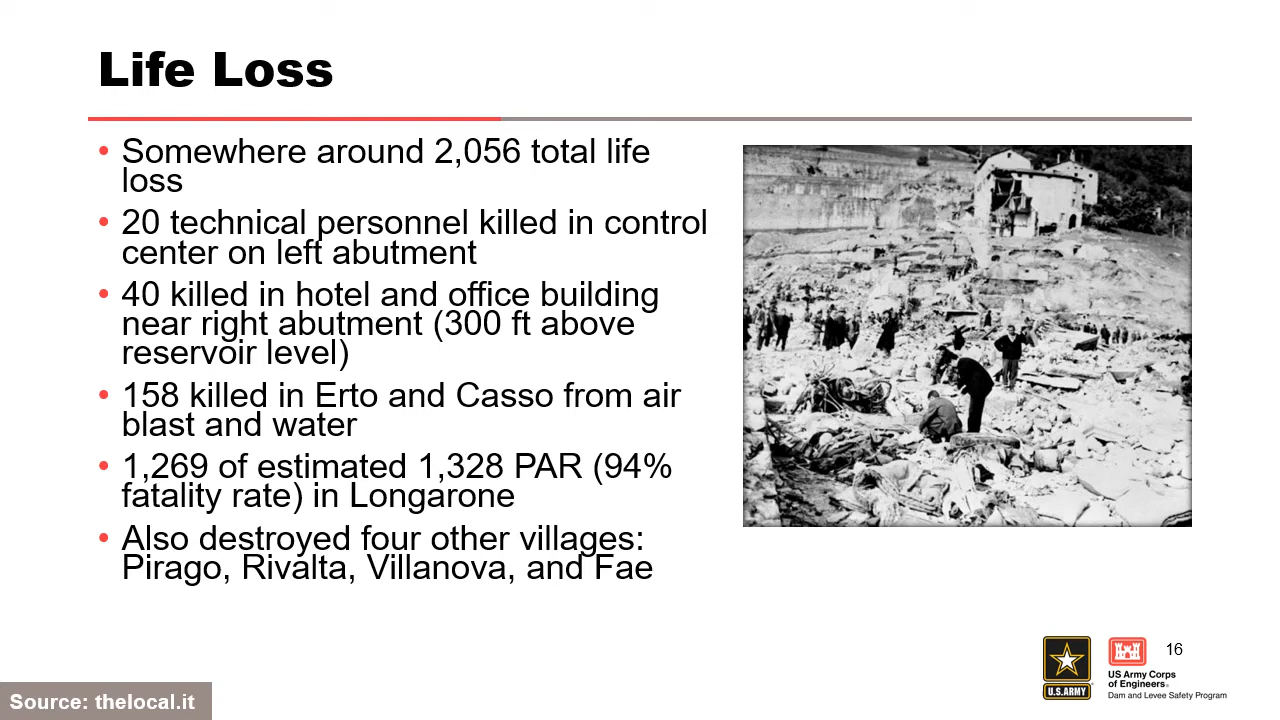 Life Loss
• Somewhere around 2,056 total life
loss
• 20 technical personnel killed in control
center on left abutment
• 40 killed in hotel and office building
near right abutment (300 ft above
reservoir level)
• 158 killed in Erto and Casso from air
blast and water
• 1,269 of estimated 1,328 PAR (94%
fatality rate) in Longarone
• Also destroyed four other villages:
Pirago, Rivalta, Villanova, and Fae
16
U.S.ARMY
US Army Corps
of Engineers®
Dam and Levee Safety Program
Source: thelocal.it